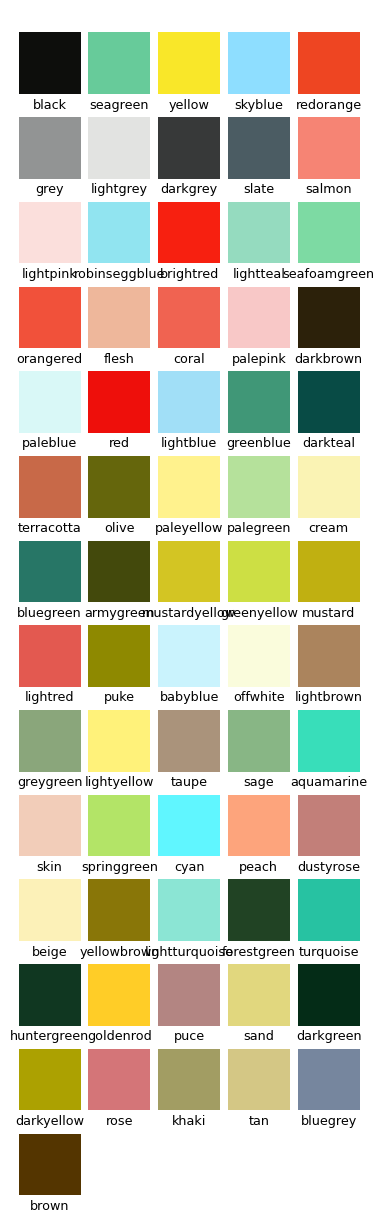 black seagreen yellow skyblue redorange
grey lightgrey darkgrey slate salmon
lightpink robinseggblue brightred lightteal seafoamgreen
orangered flesh coral palepink darkbrown
paleblue red lightblue greenblue darkteal
terracotta olive paleyellow palegreen cream
bluegreen armygreen mustardyellow greenyellow mustard
lightred puke babyblue offwhite lightbrown
greygreen lightyellow taupe sage aquamarine
skin springgreen cyan peach dustyrose
beige yellowbrown lightturquoise forestgreen turquoise
huntergreen goldenrod puce sand darkgreen
darkyellow rose khaki tan bluegrey
brown